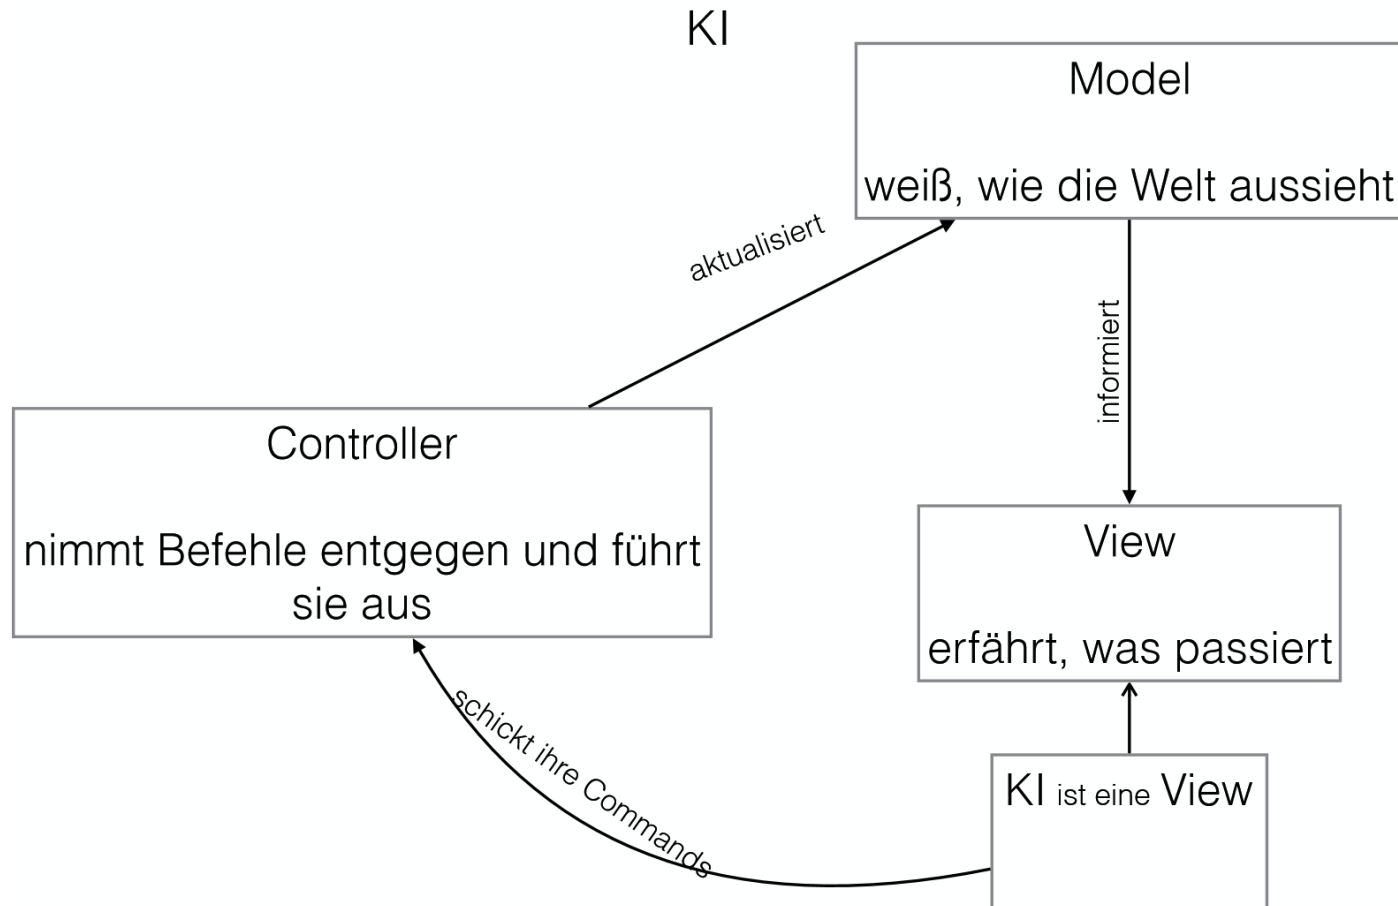 KI
Model
weiß, wie die Welt aussieht
aktualisiert
informiert
Controller
nimmt Befehle entgegen und führt
sie aus
View
erfährt, was passiert
schickt ihre Commands
KI ist eine View